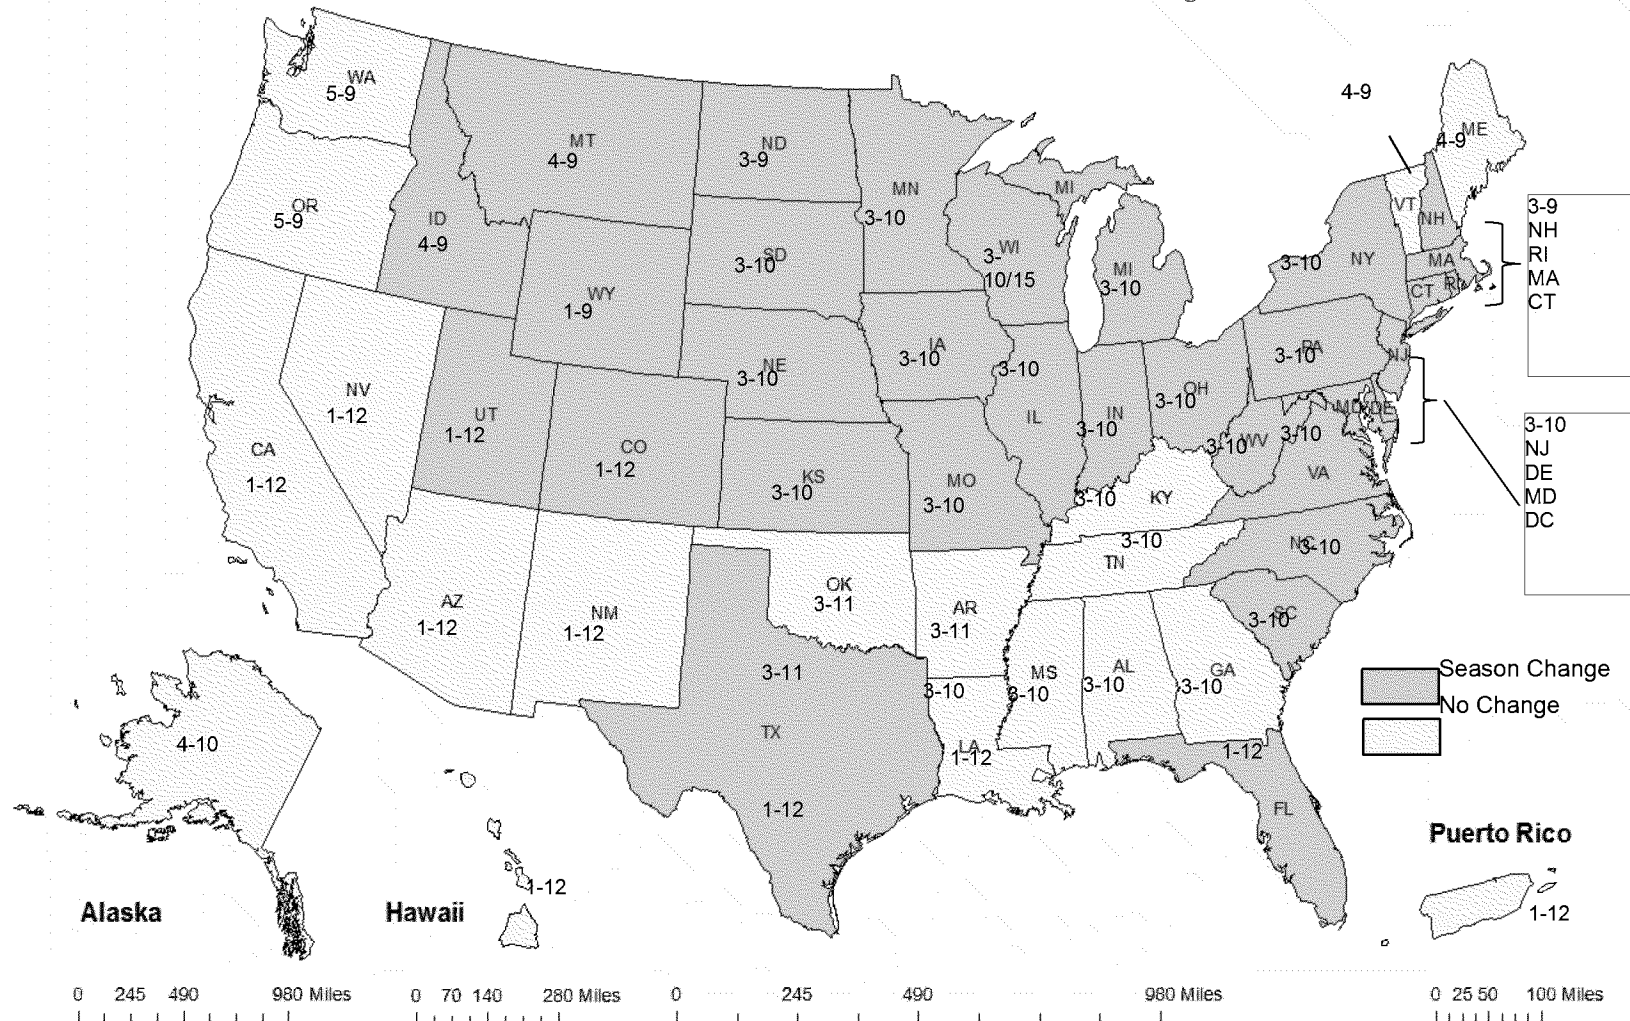 4-9
WA
5-9
ME
4-9
MT
4-9
ND
3-9
MN
3-10
MI
OR
5-9
ID
4-9
VT
NH
3-9
NH
RI
MA
CT
SD
3-10
WI
3-
10/15
MI
3-10
NY
3-10
MA
CT
RI
WY
1-9
NE
3-10
IA
3-10
3-10
IL
IN
3-10
OH
3-10
PA
3-10
NJ
MD
DE
3-10
NJ
DE
MD
DC
NV
1-12
UT
1-12
CO
1-12
CA
1-12
KS
3-10
MO
3-10
3-10
WV
3-10
VA
3-10
KY
3-10
TN
NC
3-10
AZ
1-12
NM
1-12
OK
3-11
AR
3-11
SC
3-10
3-11
TX
1-12
3-10
LA
1-12
MS
3-10
AL
3-10
GA
3-10
1-12
FL
Season Change
No Change
4-10
Alaska
Hawaii
1-12
Puerto Rico
1-12
0 245 490 980 Miles
0 70 140 280 Miles
0 245 490 980 Miles
0 25 50 100 Miles